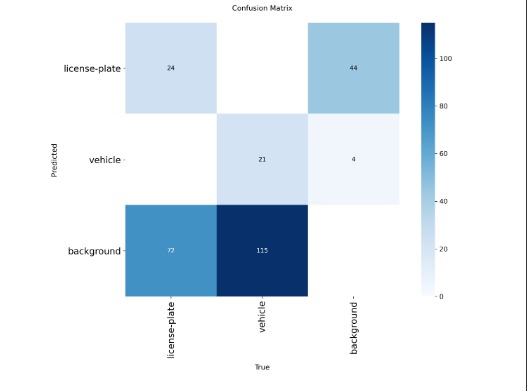 Confusion Matrix
license-plate
24
44
vehicle
21
4
background
72
115
Predicted
license-plate
vehicle
background
True
100
80
60
40
20
0